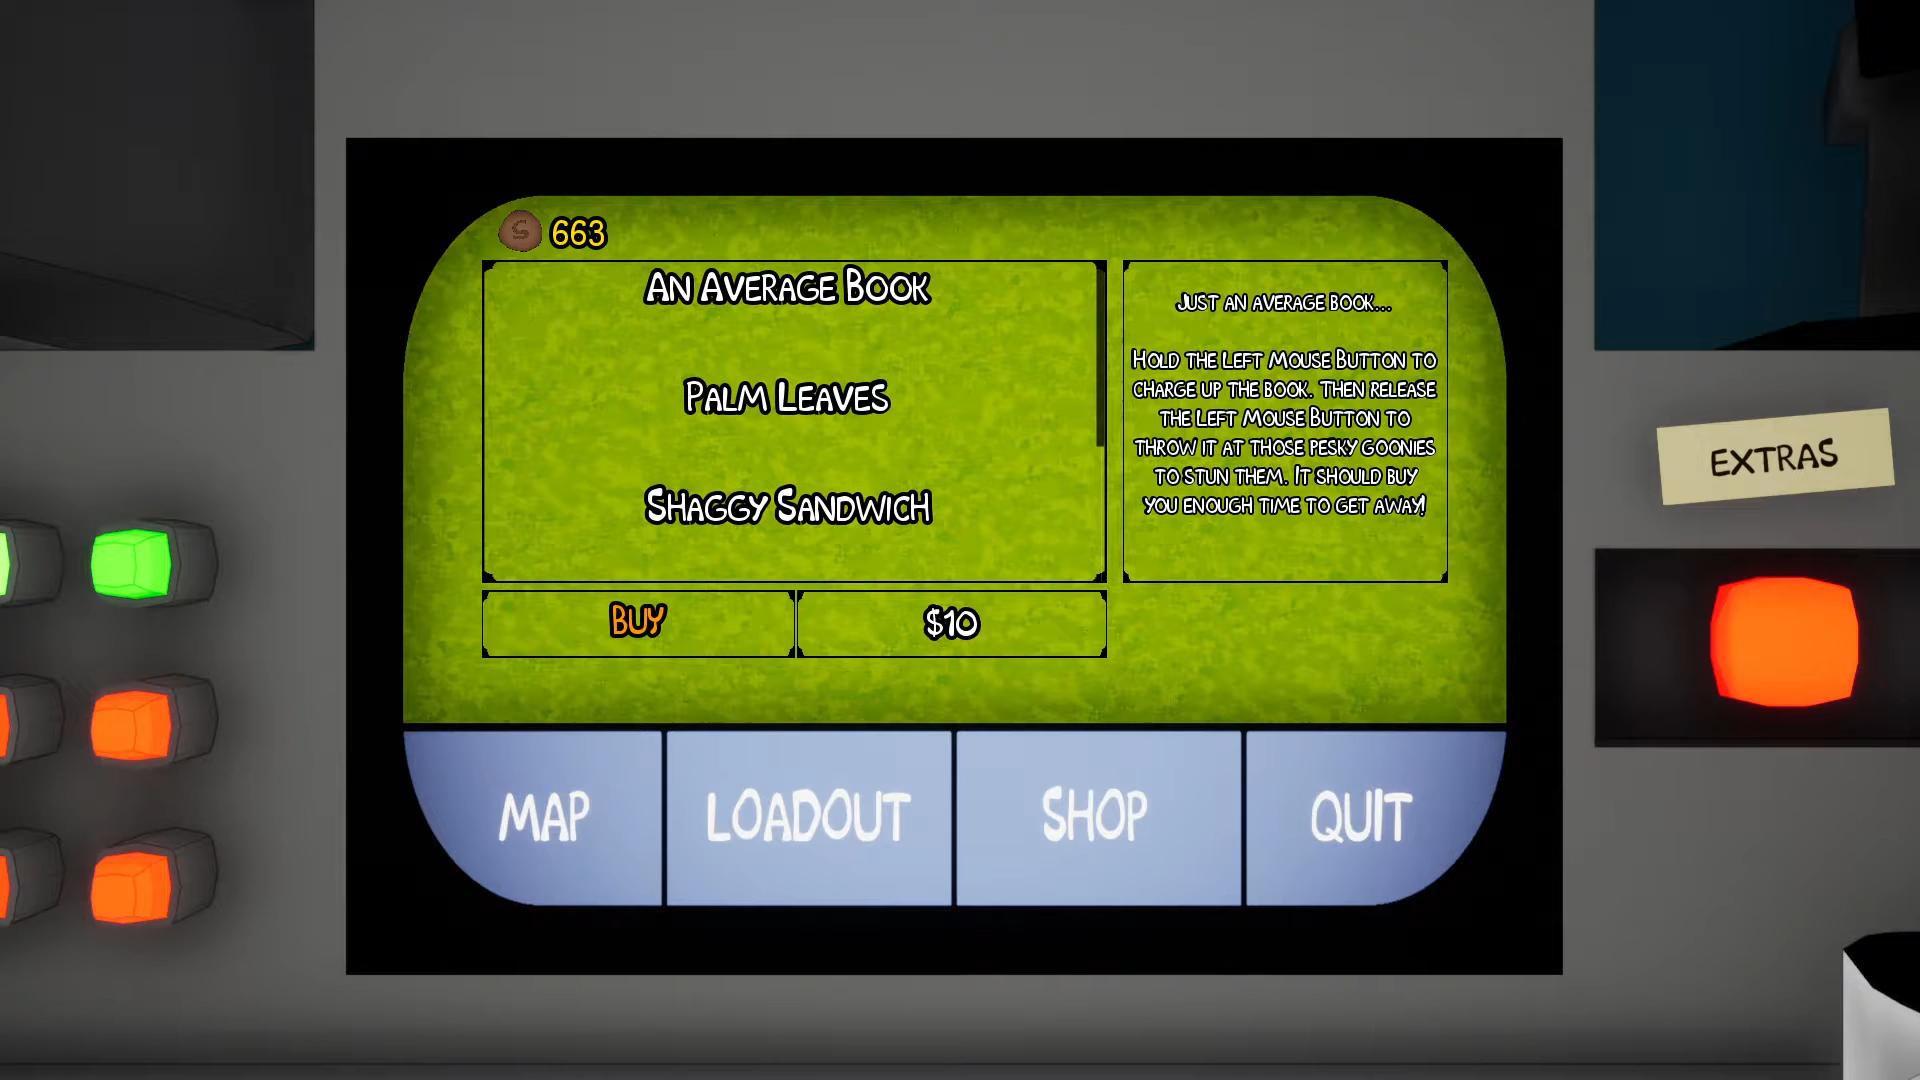 663
An Average Book
Palm Leaves
Shaggy Sandwich
Just an average book...
Hold the Left Mouse Button to
charge up the book. Then release
the Left Mouse Button to
throw it at those pesky goonies
to stun them. It should buy
you enough time to get away!
Buy
$10
EXTRAS
MAP
LOADOUT
SHOP
QUIT